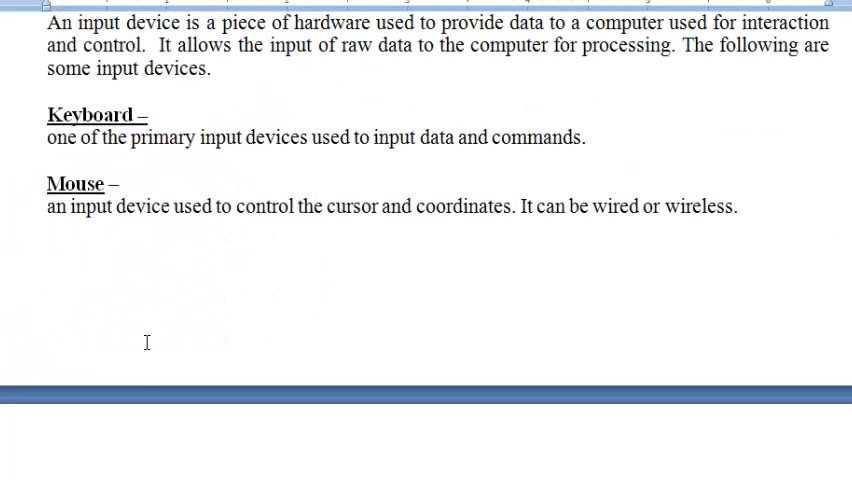 An input device is a piece of hardware used to provide data to a computer used for interaction
and control.  It allows the input of raw data to the computer for processing. The following are
some input devices.
Keyboard –
one of the primary input devices used to input data and commands.
Mouse –
an input device used to control the cursor and coordinates. It can be wired or wireless.